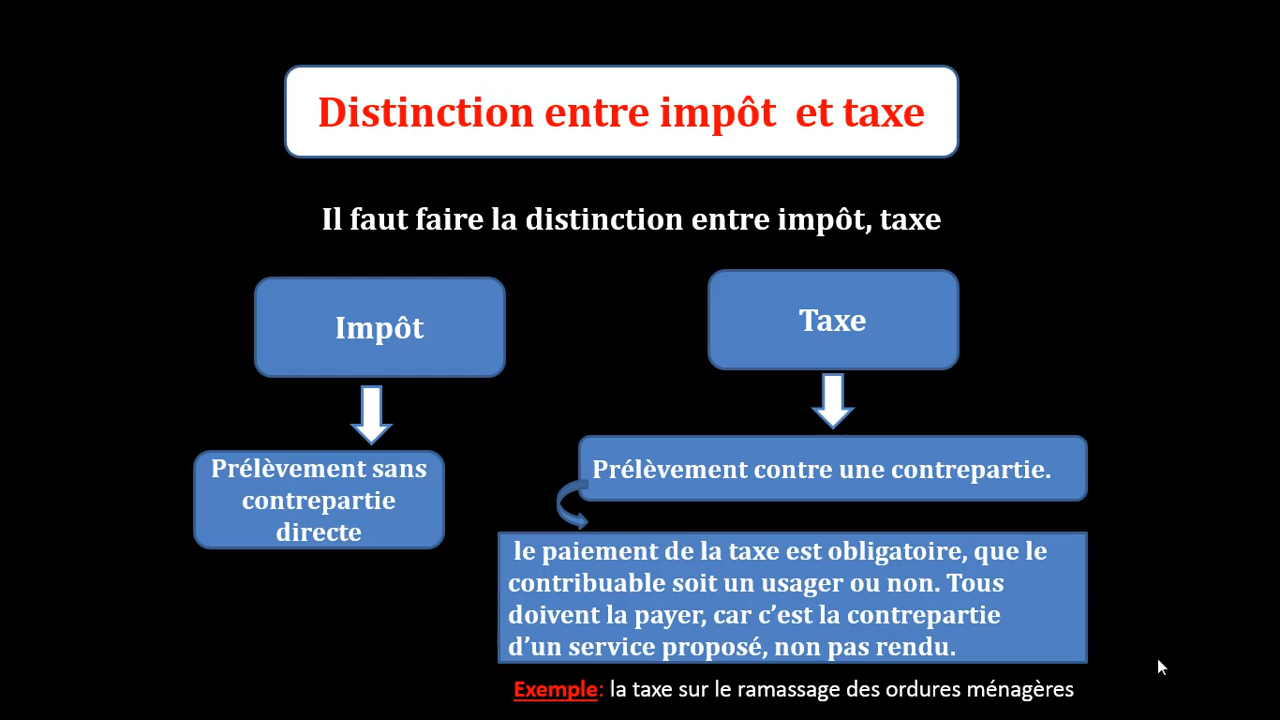 Distinction entre impôt et taxe
Il faut faire la distinction entre impôt, taxe
Impôt
Taxe
Prélèvement sans
contrepartie
directe
Prélèvement contre une contrepartie.
le paiement de la taxe est obligatoire, que le
contribuable soit un usager ou non. Tous
doivent la payer, car c’est la contrepartie
d’un service proposé, non pas rendu.
Exemple: la taxe sur le ramassage des ordures ménagères